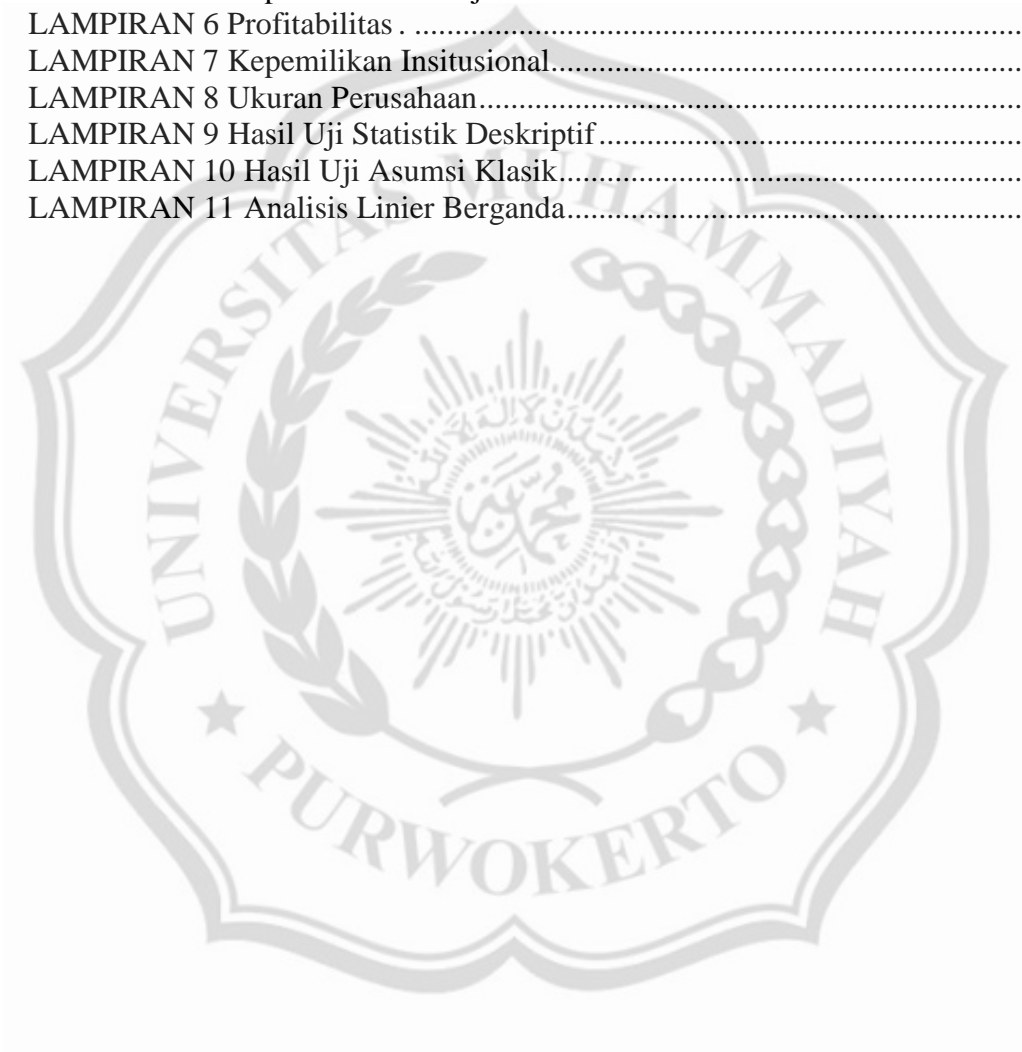 LAMPIRAN 6 Profitabilitas . ............................................................................
LAMPIRAN 7 Kepemilikan Insitusional...........................................................
LAMPIRAN 8 Ukuran Perusahaan....................................................................
LAMPIRAN 9 Hasil Uji Statistik Deskriptif .....................................................
LAMPIRAN 10 Hasil Uji Asumsi Klasik..........................................................
LAMPIRAN 11 Analisis Linier Berganda.........................................................
UNIVERSITAS MUHAMMADIYAH
PURWOKERTO